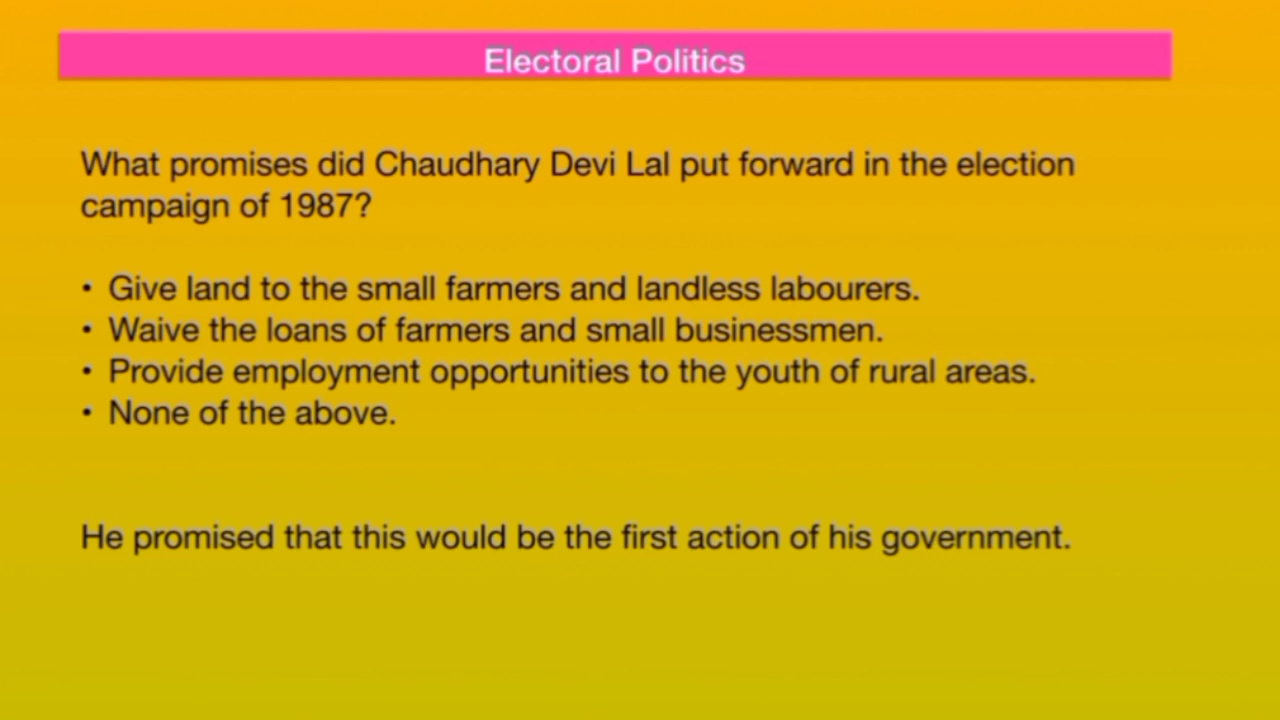 Electoral Politics
What promises did Chaudhary Devi Lal put forward in the election
campaign of 1987?
• Give land to the small farmers and landless labourers.
• Waive the loans of farmers and small businessmen.
• Provide employment opportunities to the youth of rural areas.
• None of the above.
He promised that this would be the first action of his government.